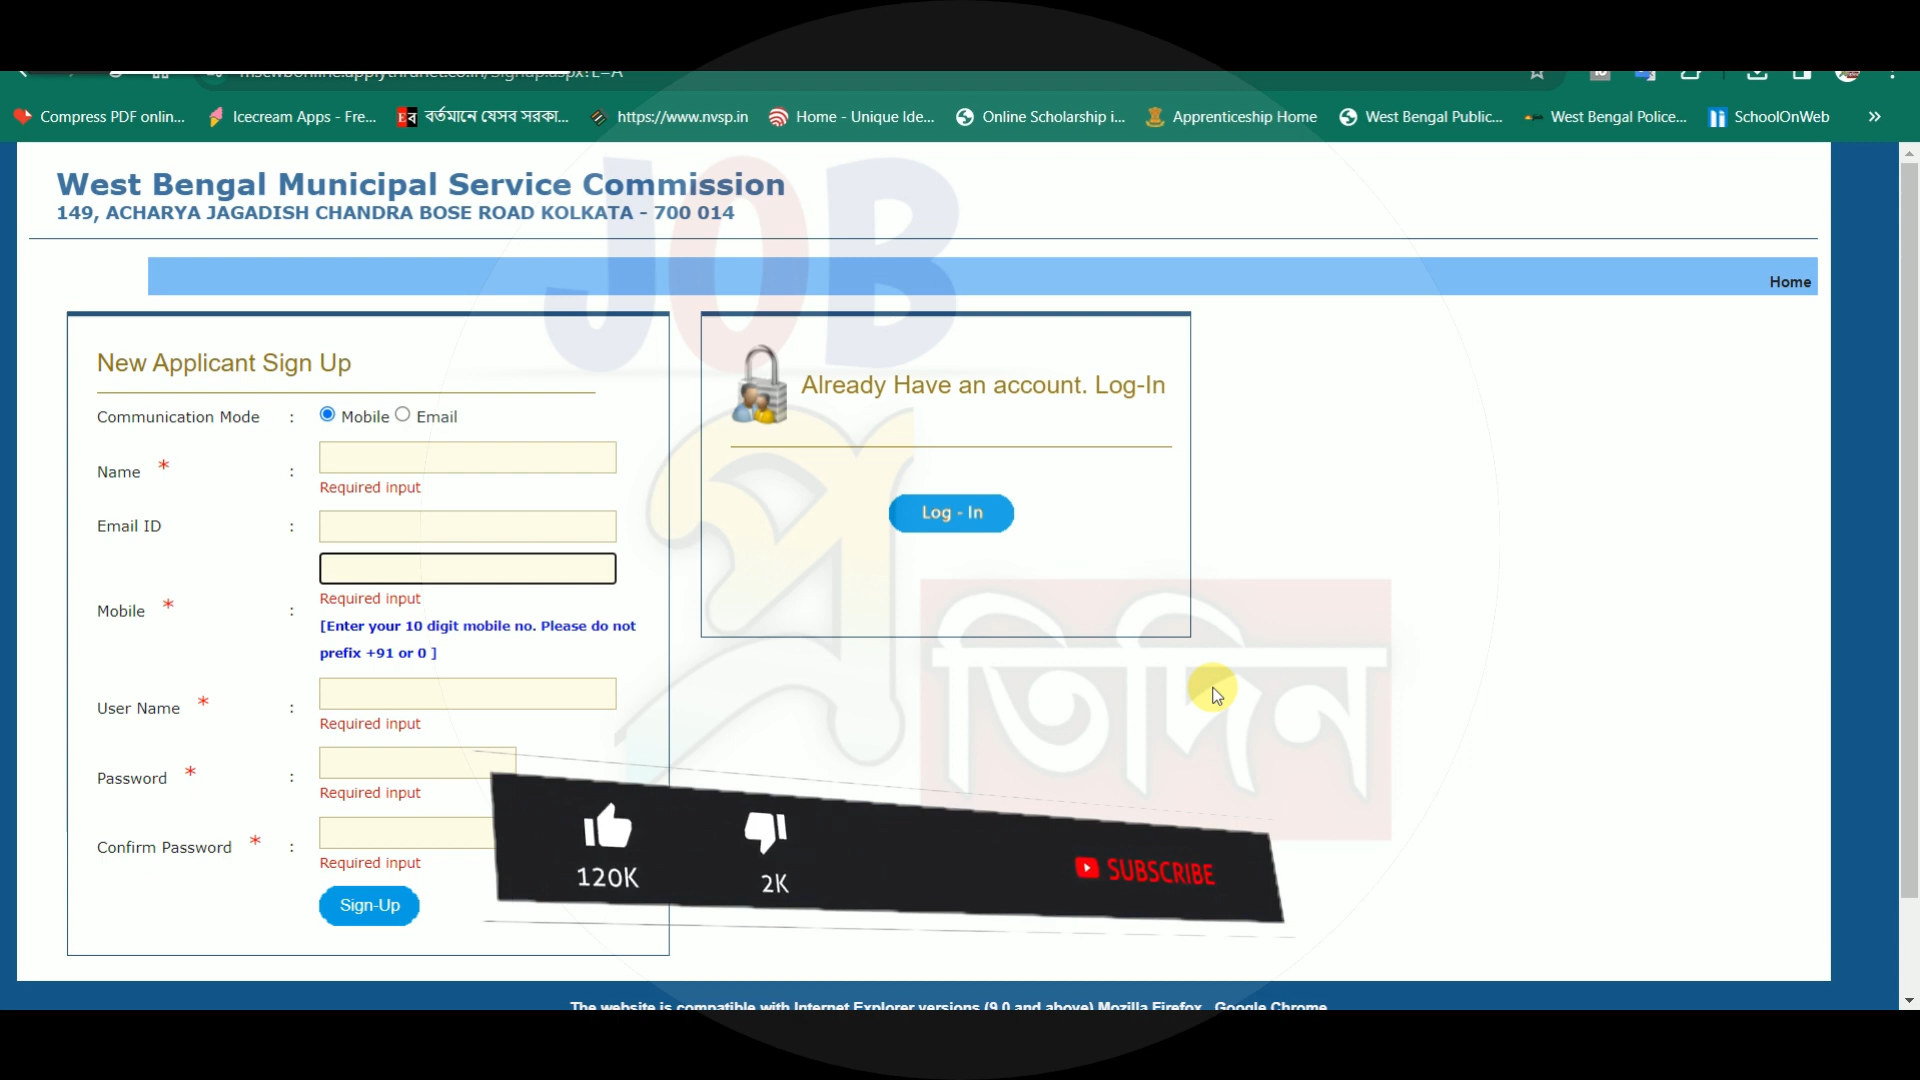 Compress PDF onlin... Icecream Apps - Fre... বর্তমানে যেসব সরকা... https://www.nvsp.in Home - Unique Ide... Online Scholarship i... Apprenticeship Home West Bengal Public... West Bengal Police... SchoolOnWeb »
West Bengal Municipal Service Commission
149, ACHARYA JAGADISH CHANDRA BOSE ROAD KOLKATA - 700 014
JOB
Home
New Applicant Sign Up
Communication Mode : Mobile Email
Name * :
Required input
Email ID :
Mobile * :
Required input
[Enter your 10 digit mobile no. Please do not
prefix +91 or 0 ]
User Name * :
Required input
Password * :
Required input
Confirm Password * :
Required input
Sign-Up
Already Have an account. Log-In
Log - In
প্রতিদিন
120K
2K
SUBSCRIBE
The website is compatible with Internet Explorer versions (9.0 and above) Mozilla Firefox , Google Chrome